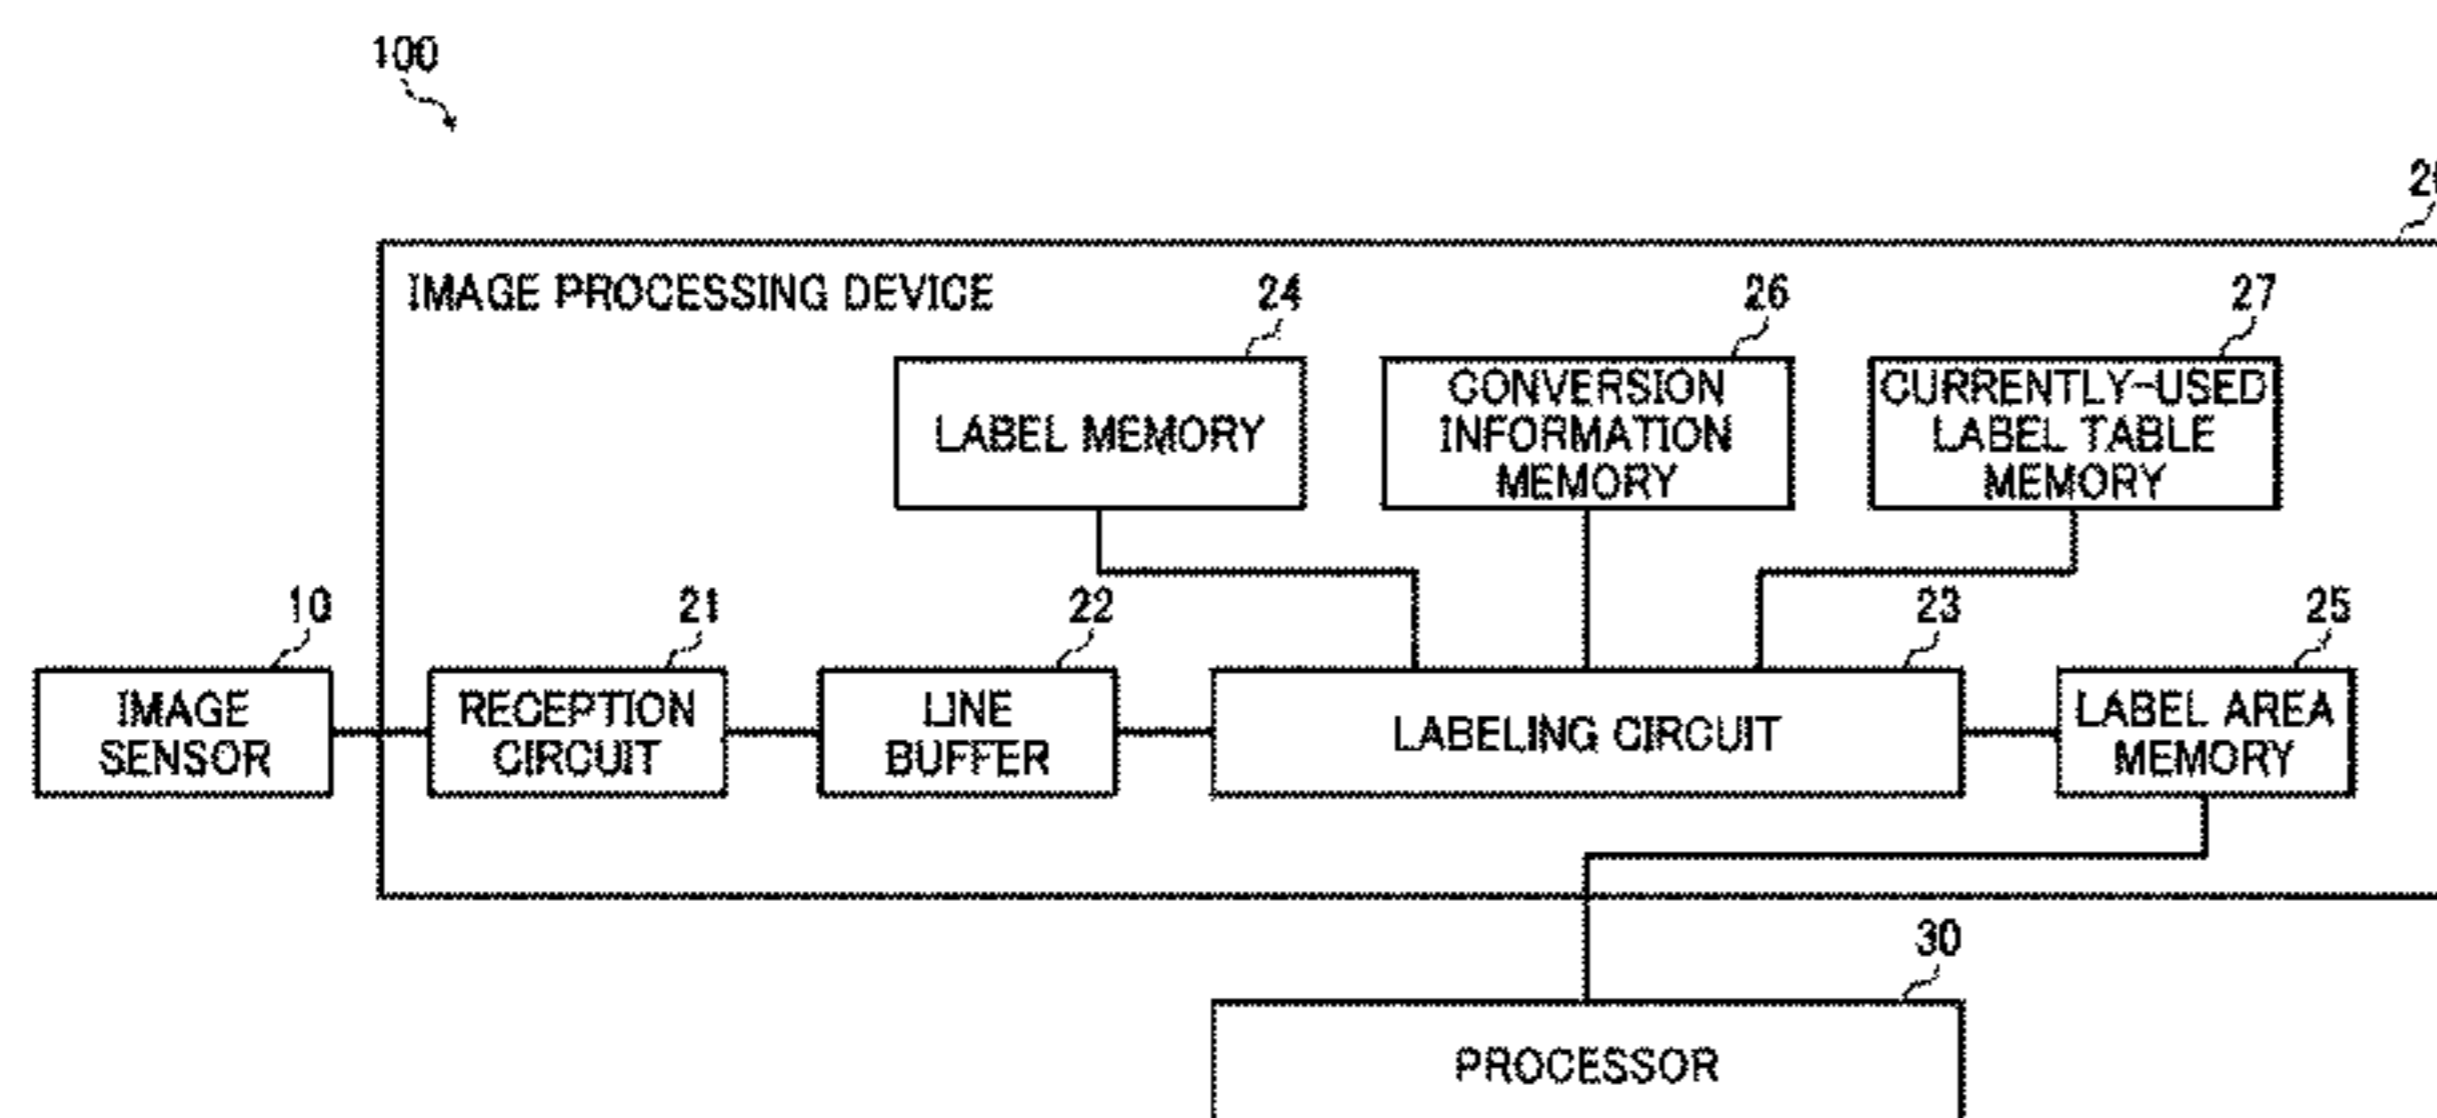 100
IMAGE PROCESSING DEVICE
24
26
27
LABEL MEMORY
CONVERSION
INFORMATION
MEMORY
CURRENTLY-USED
LABEL TABLE
MEMORY
10
21
22
23
25
IMAGE
SENSOR
RECEPTION
CIRCUIT
LINE
BUFFER
LABELING CIRCUIT
LABEL AREA
MEMORY
30
PROCESSOR